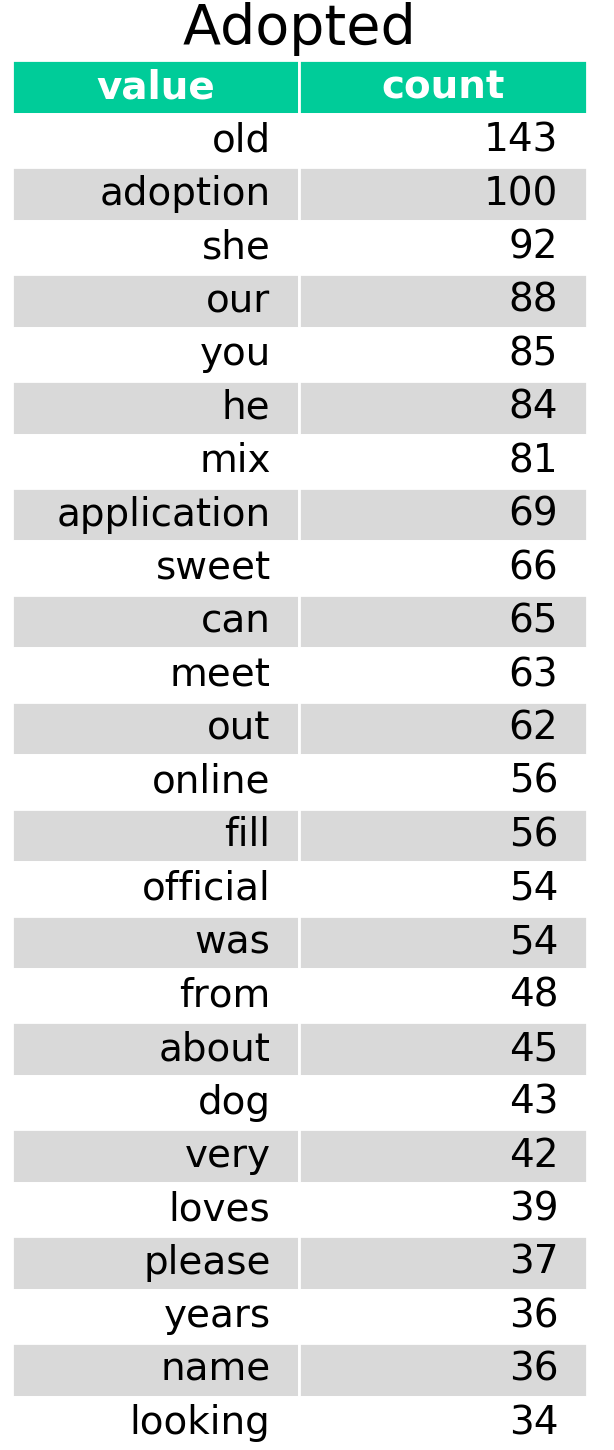 Adopted
value count
old 143
adoption 100
she 92
our 88
you 85
he 84
mix 81
application 69
sweet 66
can 65
meet 63
out 62
online 56
fill 56
official 54
was 54
from 48
about 45
dog 43
very 42
loves 39
please 37
years 36
name 36
looking 34